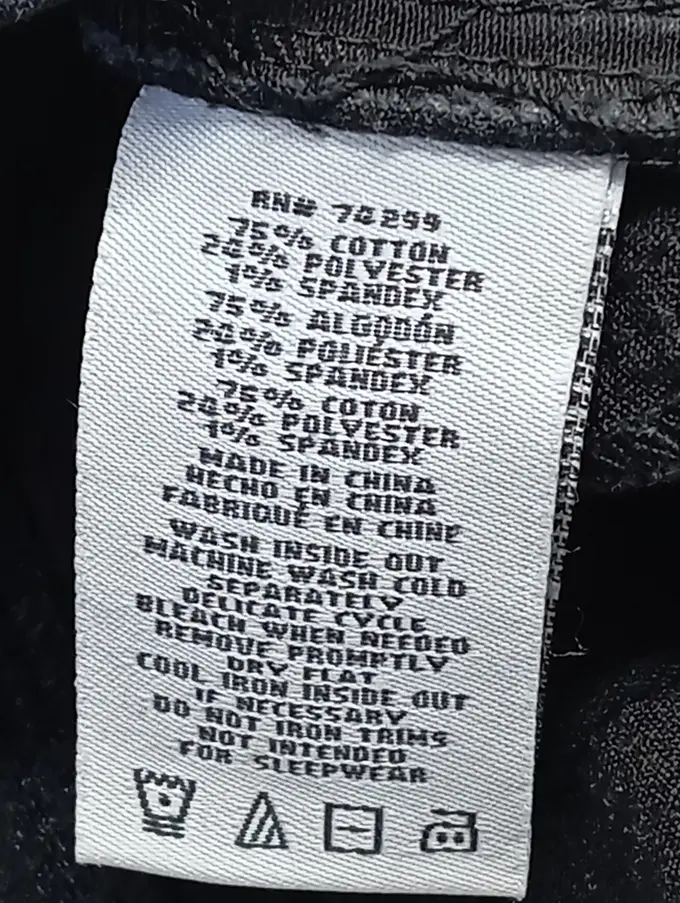 RN# 74299
75% COTTON
24% POLYESTER
1% SPANDEX
75% ALGODÓN
24% POLIÉSTER
1% SPANDEX
75% COTON
24% POLYESTER
1% SPANDEX
MADE IN CHINA
HECHO EN CHINA
FABRIQUÉ EN CHINE
WASH INSIDE OUT
MACHINE WASH COLD
SEPARATELY
DELICATE CYCLE
BLEACH WHEN NEEDED
REMOVE PROMPTLY
DRY FLAT
COOL IRON INSIDE OUT
IF NECESSARY
DO NOT IRON TRIMS
NOT INTENDED
FOR SLEEPWEAR